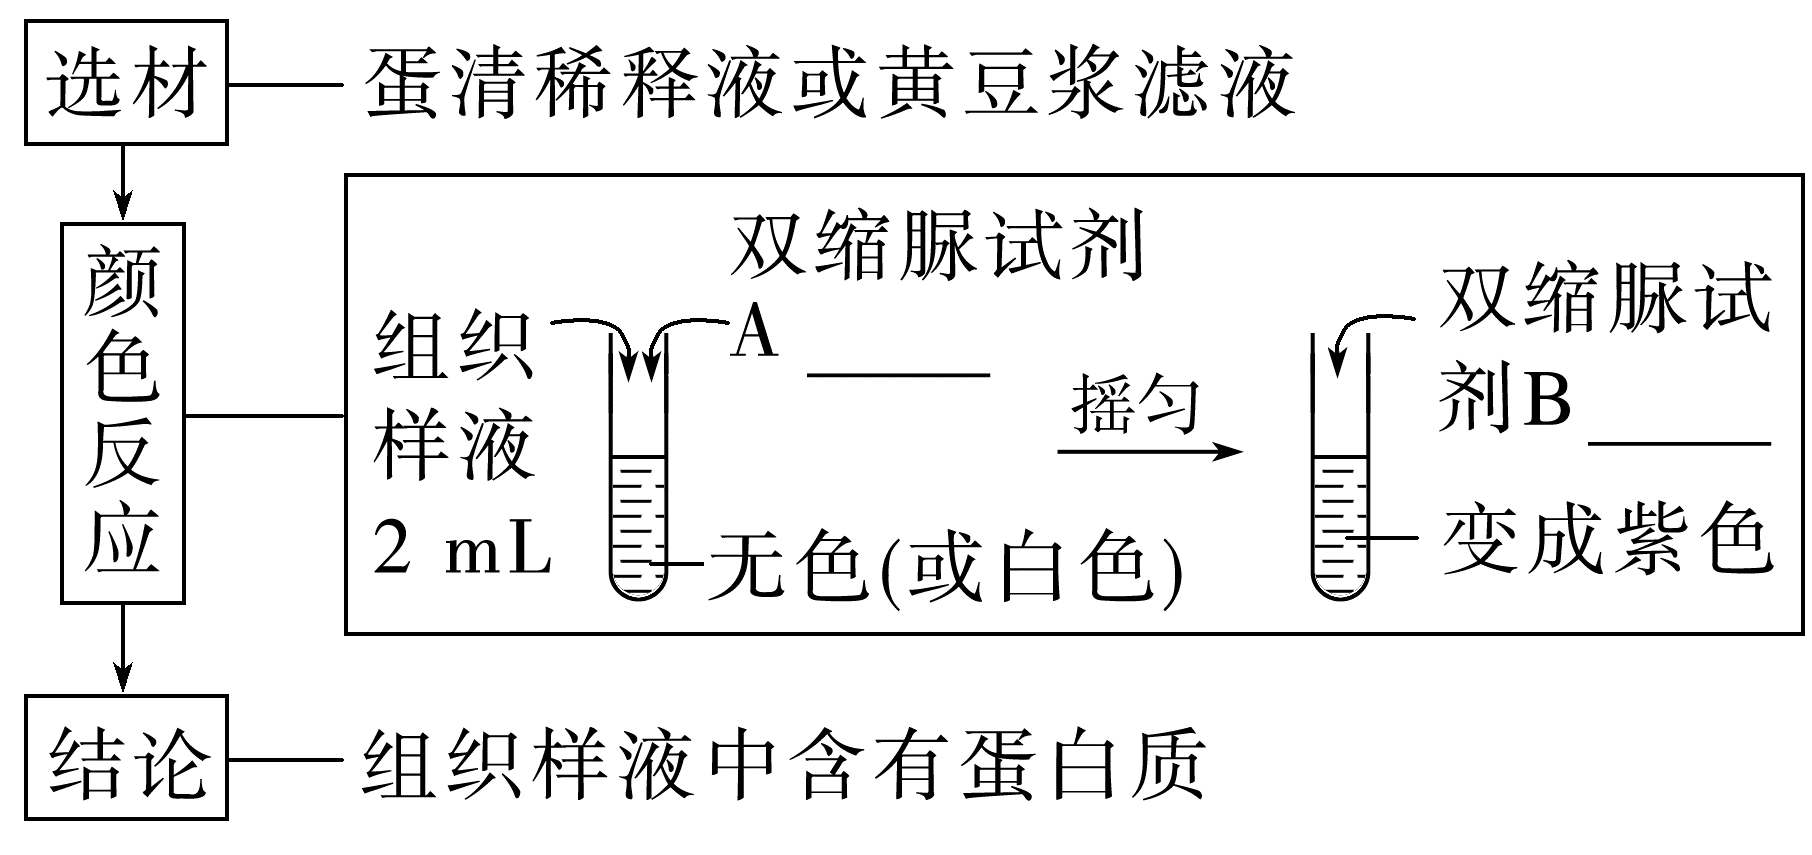 选材
蛋清稀释液或黄豆浆滤液
颜色反应
组织
样液
2 mL
双缩脲试剂
A ______
无色(或白色)
摇匀
双缩脲试
剂B ______
变成紫色
结论
组织样液中含有蛋白质